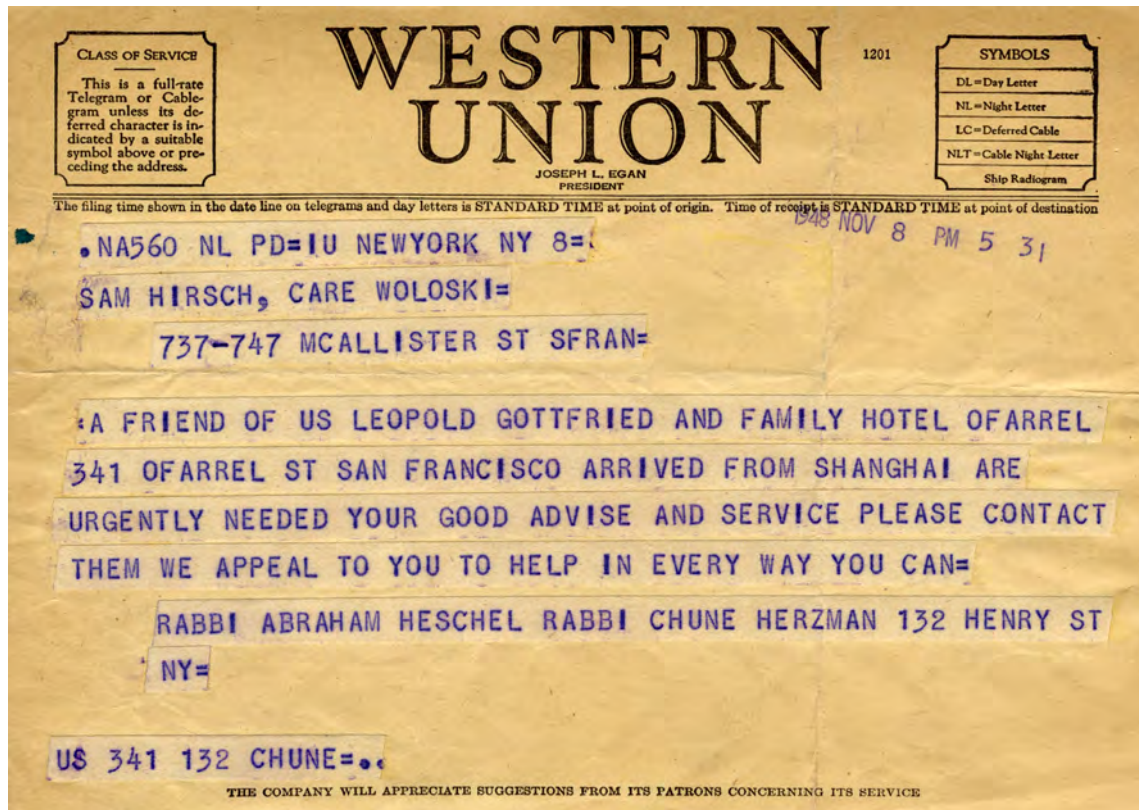 CLASS OF SERVICE
This is a full-rate
Telegram or Cable-
gram unless its de-
ferred character is in-
dicated by a suitable
symbol above or pre-
ceding the address.
WESTERN
UNION
JOSEPH L. EGAN
PRESIDENT
1201
SYMBOLS
DL=Day Letter
NL=Night Letter
LC=Deferred Cable
NLT=Cable Night Letter
Ship Radiogram
The filing time shown in the date line on telegrams and day letters is STANDARD TIME at point of origin. Time of receipt is STANDARD TIME at point of destination
1948 NOV 8 PM 5 31
.NA560 NL PD=IU NEWYORK NY 8=.
SAM HIRSCH, CARE WOLOSKI=
737-747 MCALLISTER ST SFRAN=
:A FRIEND OF US LEOPOLD GOTTFRIED AND FAMILY HOTEL OFARREL
341 OFARREL ST SAN FRANCISCO ARRIVED FROM SHANGHAI ARE
URGENTLY NEEDED YOUR GOOD ADVISE AND SERVICE PLEASE CONTACT
THEM WE APPEAL TO YOU TO HELP IN EVERY WAY YOU CAN=
RABBI ABRAHAM HESCHEL RABBI CHUNE HERZMAN 132 HENRY ST
NY=
US 341 132 CHUNE=..
THE COMPANY WILL APPRECIATE SUGGESTIONS FROM ITS PATRONS CONCERNING ITS SERVICE